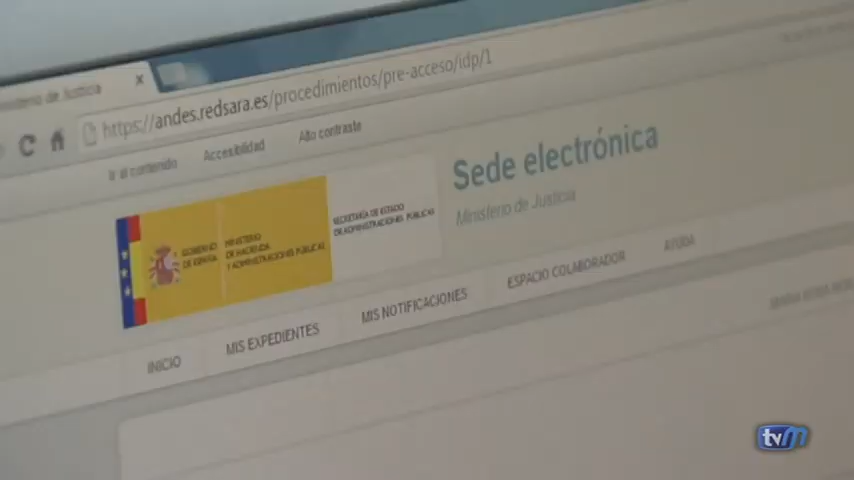 Ministerio de Justicia
https://andes.redsara.es/procedimientos/pre-acceso/idp/1
Ir al contenido
Accesibilidad
Alto contraste
GOBIERNO
DE ESPAÑA
MINISTERIO
DE HACIENDA
Y ADMINISTRACIONES PÚBLICAS
SECRETARÍA DE ESTADO
DE ADMINISTRACIONES PÚBLICAS
Sede electrónica
Ministerio de Justicia
INICIO
MIS EXPEDIENTES
MIS NOTIFICACIONES
ESPACIO COLABORADOR
AYUDA
tvm